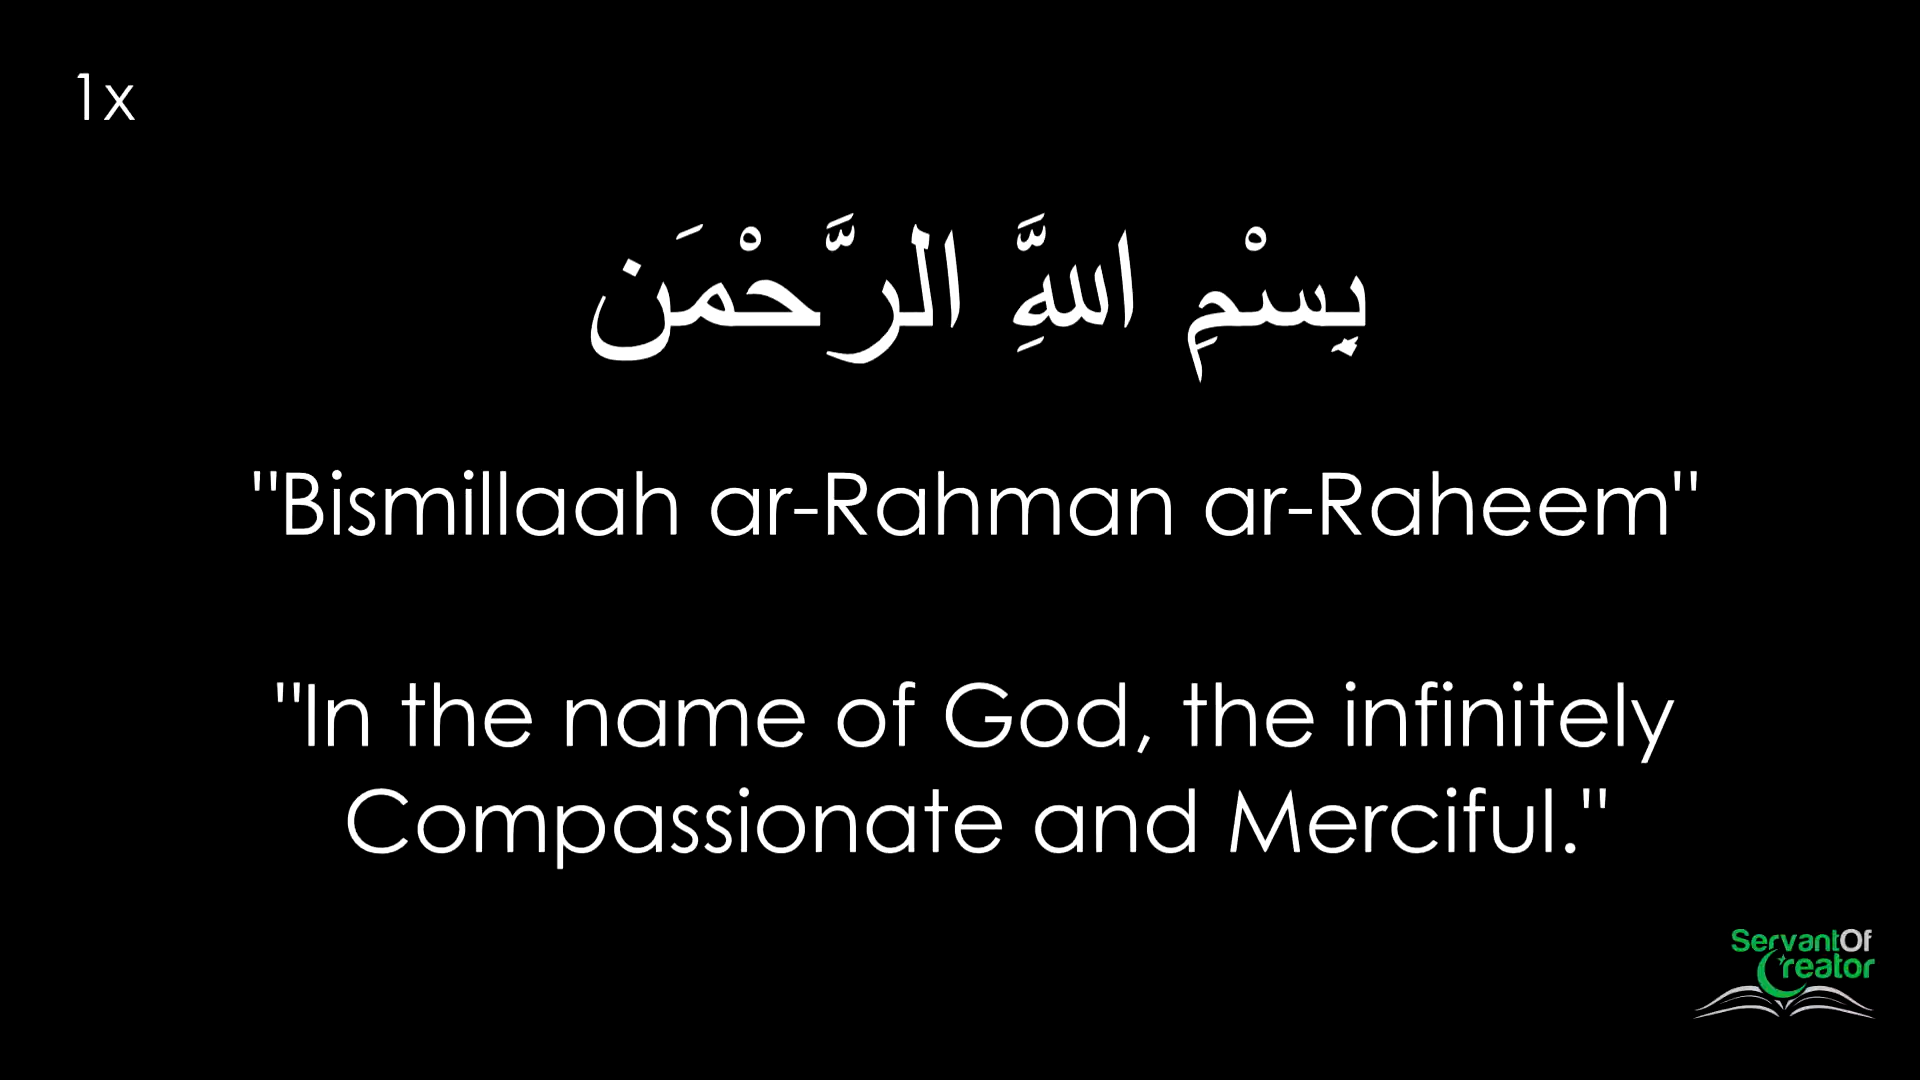 1x
بِسْمِ اللَّهِ الرَّحْمَن
"Bismillaah ar-Rahman ar-Raheem"
"In the name of God, the infinitely
Compassionate and Merciful."
ServantOf
Creator